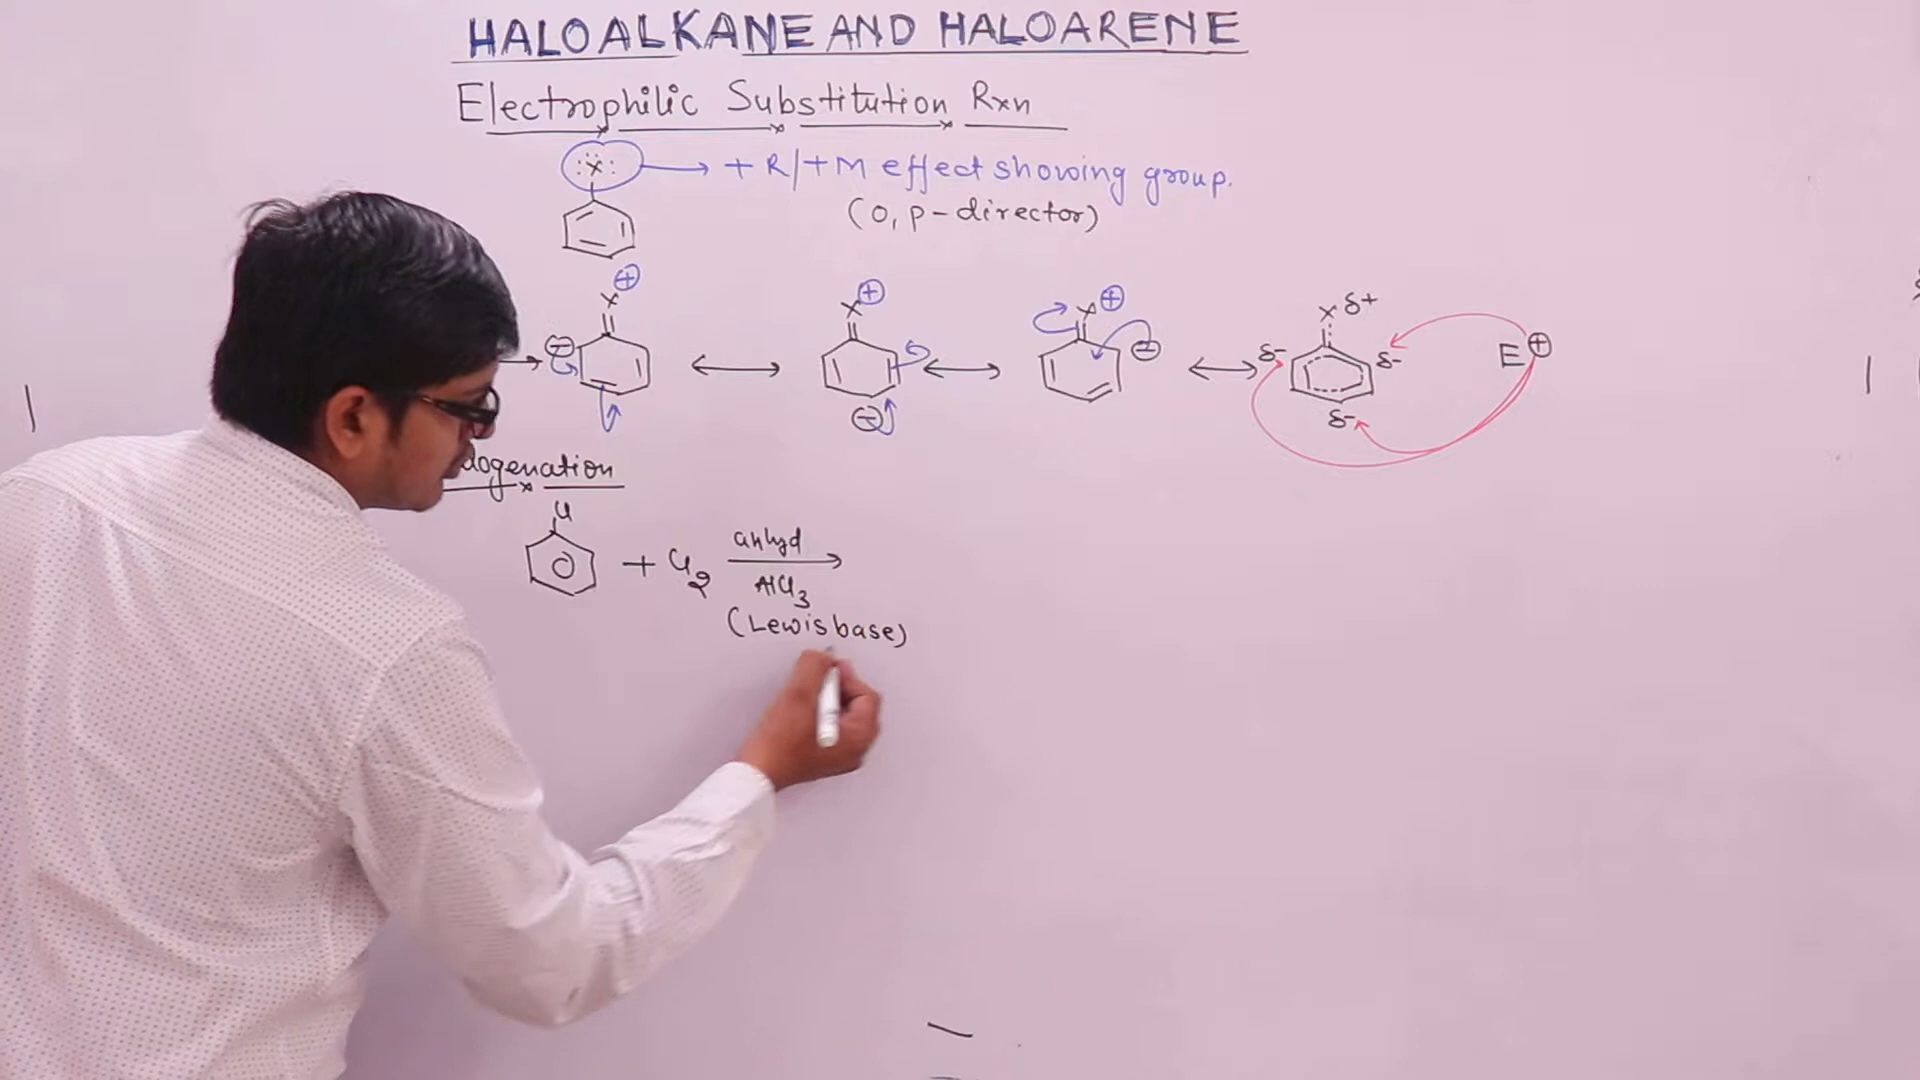 HALOALKANE AND HALOARENE
Electrophilic Substitution Rxn
:Ẍ: → +R/+M effect showing group.
(O, P-director)
X⊕ X⊕ X⊕ X δ+
⊖ ⊖ ⊖ δ- δ- δ- E⊕
logenation
Cl
+ Cl2 anhyd
AlCl3
(Lewis base)